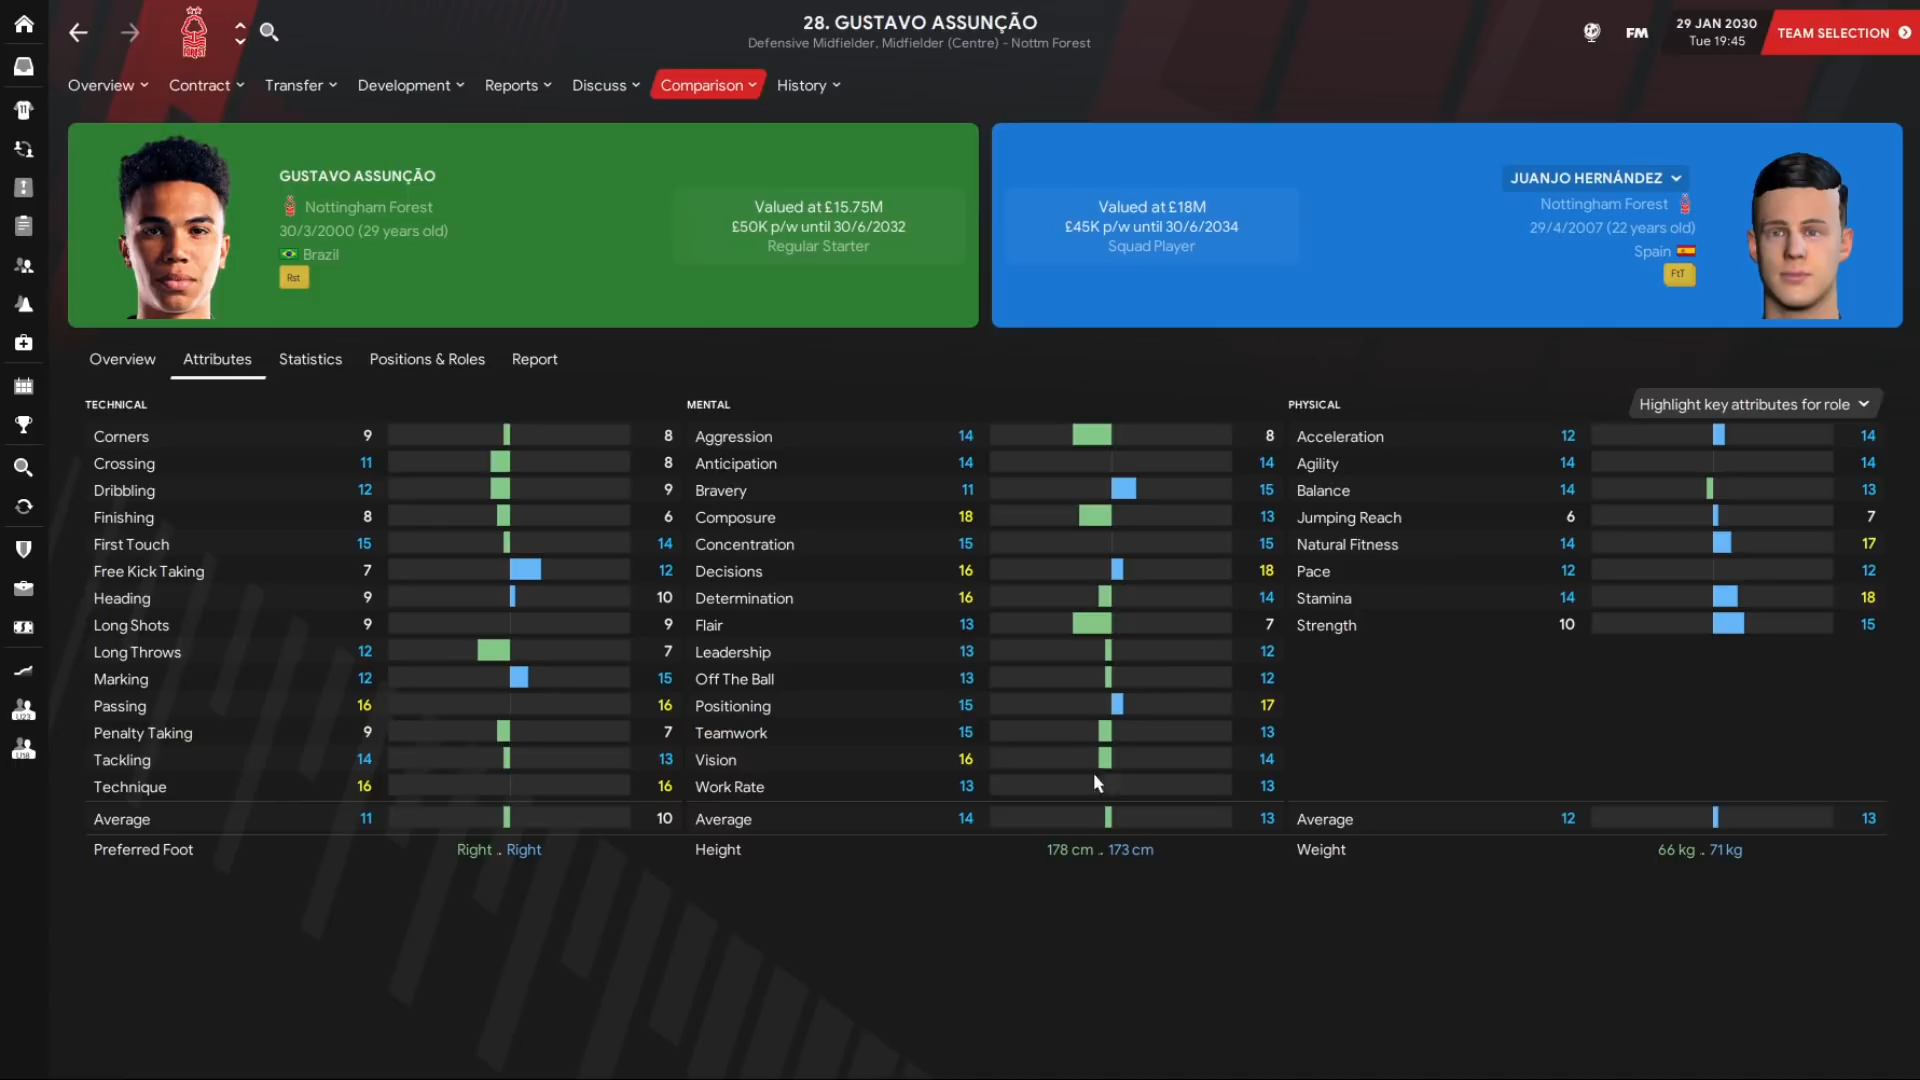 28. GUSTAVO ASSUNÇÃO
Defensive Midfielder, Midfielder (Centre) - Nottm Forest
FM
29 JAN 2030
Tue 19:45
TEAM SELECTION
FOREST
Overview Contract Transfer Development Reports Discuss Comparison History
GUSTAVO ASSUNÇÃO
Nottingham Forest
30/3/2000 (29 years old)
Brazil
Rst
Valued at £15.75M
£50K p/w until 30/6/2032
Regular Starter
Valued at £18M
£45K p/w until 30/6/2034
Squad Player
JUANJO HERNÁNDEZ
Nottingham Forest
29/4/2007 (22 years old)
Spain
FtT
Overview Attributes Statistics Positions & Roles Report
Highlight key attributes for role
TECHNICAL
Corners 9 8
Crossing 11 8
Dribbling 12 9
Finishing 8 6
First Touch 15 14
Free Kick Taking 7 12
Heading 9 10
Long Shots 9 9
Long Throws 12 7
Marking 12 15
Passing 16 16
Penalty Taking 9 7
Tackling 14 13
Technique 16 16
Average 11 10
Preferred Foot Right .. Right
MENTAL
Aggression 14 8
Anticipation 14 14
Bravery 11 15
Composure 18 13
Concentration 15 15
Decisions 16 18
Determination 16 14
Flair 13 7
Leadership 13 12
Off The Ball 13 12
Positioning 15 17
Teamwork 15 13
Vision 16 14
Work Rate 13 13
Average 14 13
Height 178 cm .. 173 cm
PHYSICAL
Acceleration 12 14
Agility 14 14
Balance 14 13
Jumping Reach 6 7
Natural Fitness 14 17
Pace 12 12
Stamina 14 18
Strength 10 15
Average 12 13
Weight 66 kg .. 71 kg
11
U23
U18